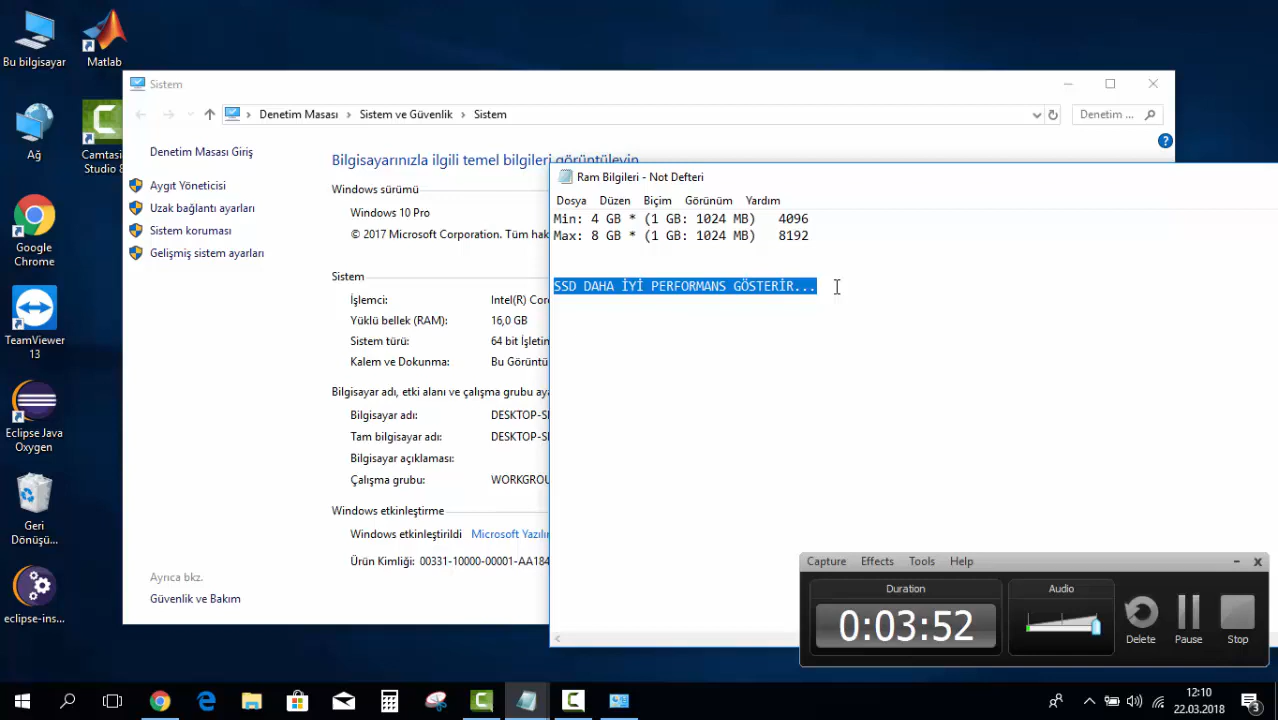 Bu bilgisayar
Matlab
Ağ
Camtasi
Studio 8
Google
Chrome
TeamViewer
13
Eclipse Java
Oxygen
Geri
Dönüşü...
eclipse-ins...
Sistem
Denetim Masası > Sistem ve Güvenlik > Sistem
Denetim ...
Denetim Masası Giriş
Aygıt Yöneticisi
Uzak bağlantı ayarları
Sistem koruması
Gelişmiş sistem ayarları
Ayrıca bkz.
Güvenlik ve Bakım
Bilgisayarınızla ilgili temel bilgileri görüntüleyin
Windows sürümü
Windows 10 Pro
© 2017 Microsoft Corporation. Tüm hak
Sistem
İşlemci: Intel(R) Cor
Yüklü bellek (RAM): 16,0 GB
Sistem türü: 64 bit İşletin
Kalem ve Dokunma: Bu Görüntü
Bilgisayar adı, etki alanı ve çalışma grubu aya
Bilgisayar adı: DESKTOP-S
Tam bilgisayar adı: DESKTOP-S
Bilgisayar açıklaması:
Çalışma grubu: WORKGROU
Windows etkinleştirme
Windows etkinleştirildi Microsoft Yazılı
Ürün Kimliği: 00331-10000-00001-AA184
Ram Bilgileri - Not Defteri
Dosya Düzen Biçim Görünüm Yardım
Min: 4 GB * (1 GB: 1024 MB) 4096
Max: 8 GB * (1 GB: 1024 MB) 8192
SSD DAHA İYİ PERFORMANS GÖSTERİR...
Capture Effects Tools Help
Duration
0:03:52
Audio
Delete
Pause
Stop
12:10
22.03.2018
3